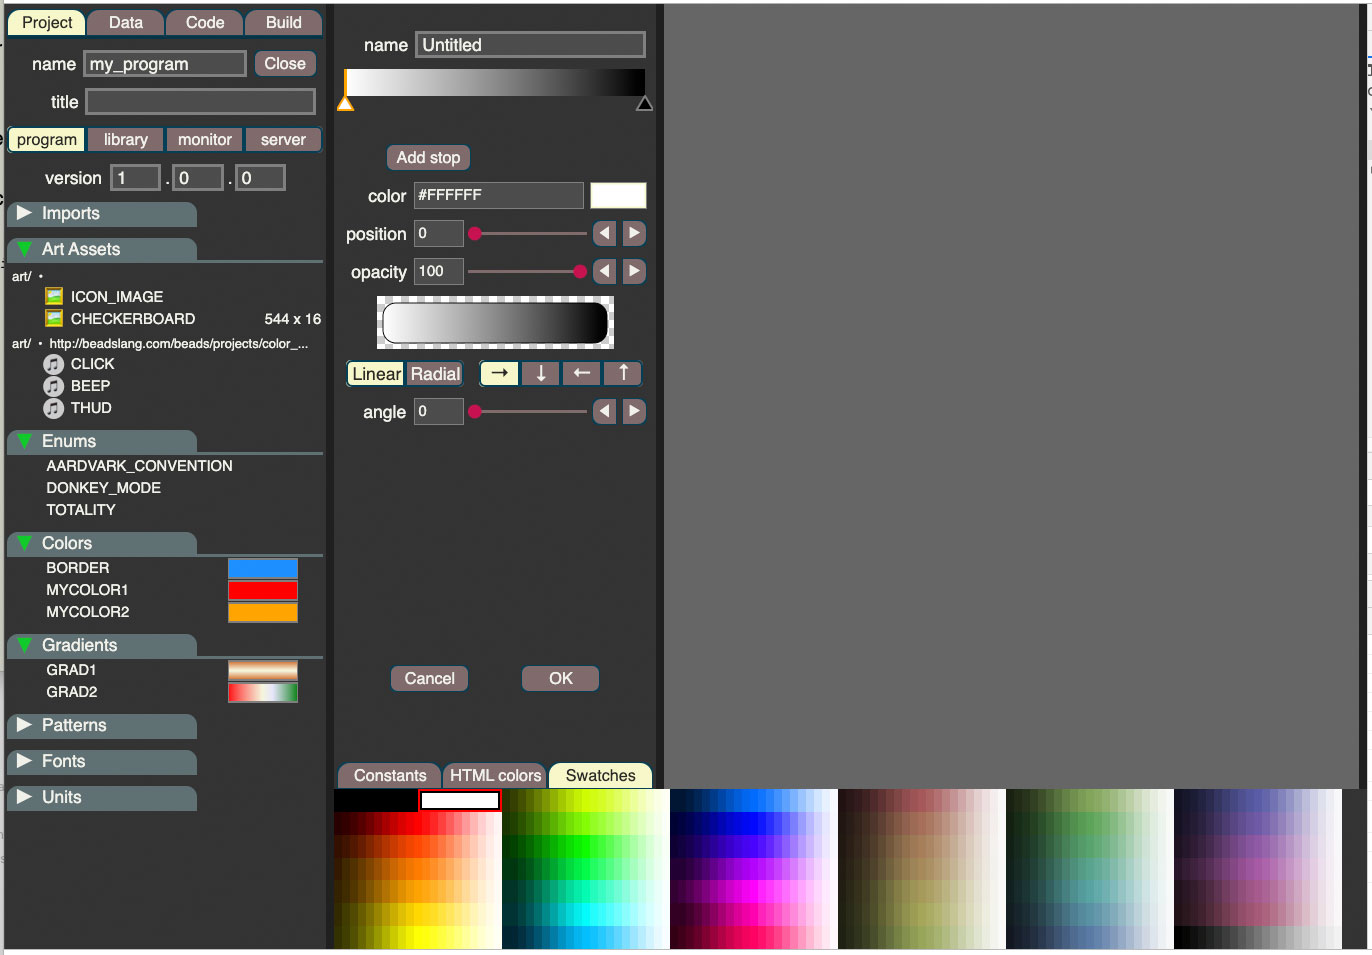 Project Data Code Build
name my_program Close
title
program library monitor server
version 1 . 0 . 0
Imports
Art Assets
art/ •
ICON_IMAGE
CHECKERBOARD 544 x 16
art/ • http://beadslang.com/beads/projects/color_...
CLICK
BEEP
THUD
Enums
AARDVARK_CONVENTION
DONKEY_MODE
TOTALITY
Colors
BORDER
MYCOLOR1
MYCOLOR2
Gradients
GRAD1
GRAD2
Patterns
Fonts
Units
name Untitled
Add stop
color #FFFFFF
position 0
opacity 100
Linear Radial → ↓ ← ↑
angle 0
Cancel OK
Constants HTML colors Swatches